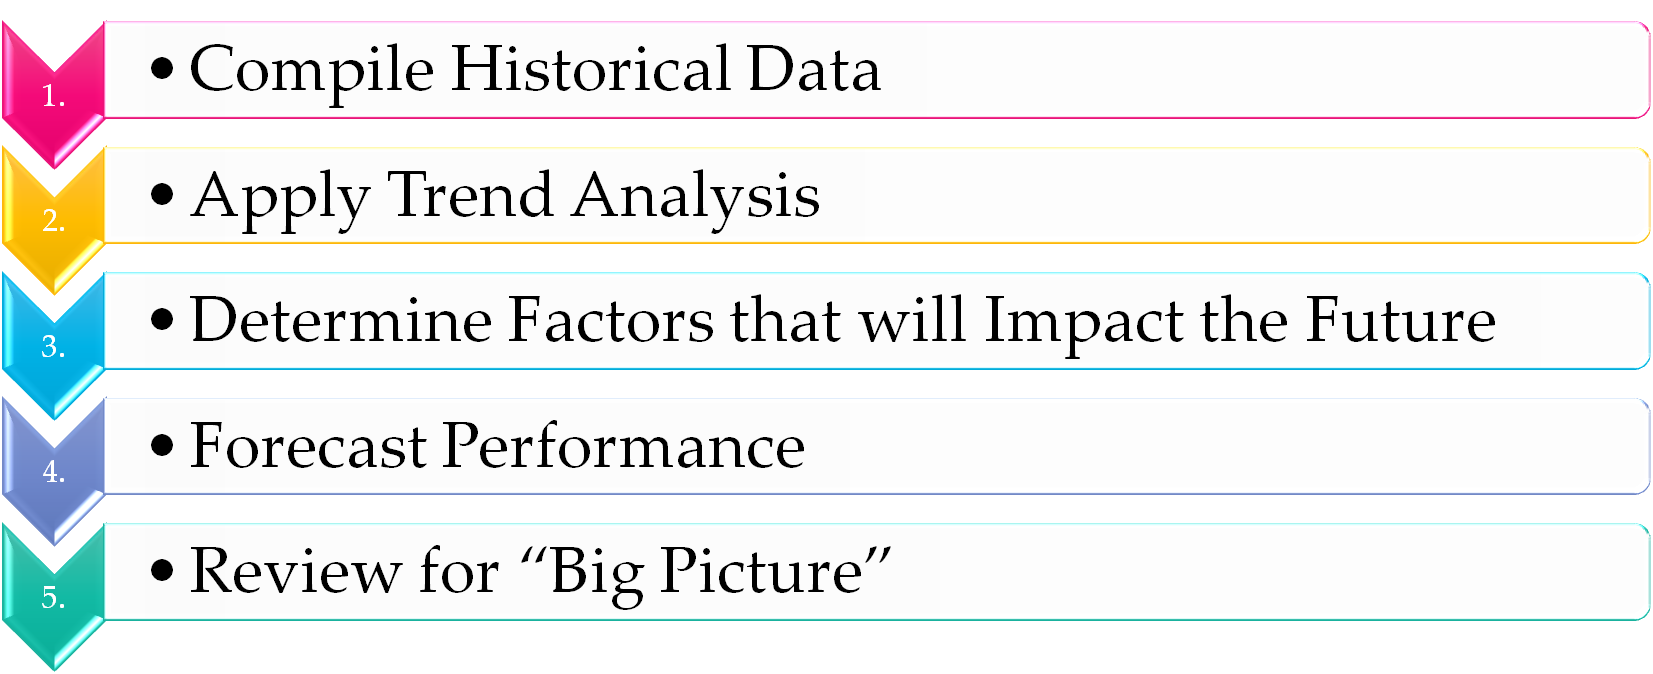 1. • Compile Historical Data
2. • Apply Trend Analysis
3. • Determine Factors that will Impact the Future
4. • Forecast Performance
5. • Review for “Big Picture”